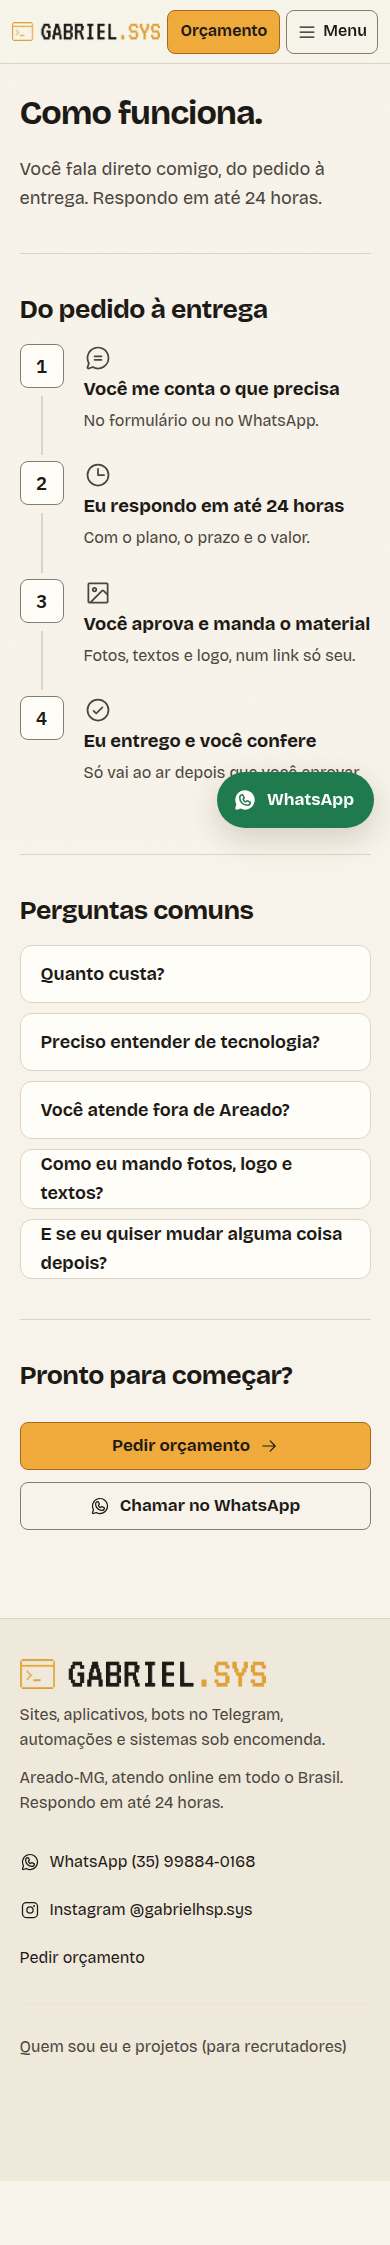 GABRIEL.SYS
Orçamento
Menu
Como funciona.
Você fala direto comigo, do pedido à
entrega. Respondo em até 24 horas.
Do pedido à entrega
1
Você me conta o que precisa
No formulário ou no WhatsApp.
2
Eu respondo em até 24 horas
Com o plano, o prazo e o valor.
3
Você aprova e manda o material
Fotos, textos e logo, num link só seu.
4
Eu entrego e você confere
Só vai ao ar depois que você aprovar.
WhatsApp
Perguntas comuns
Quanto custa?
Preciso entender de tecnologia?
Você atende fora de Areado?
Como eu mando fotos, logo e
textos?
E se eu quiser mudar alguma coisa
depois?
Pronto para começar?
Pedir orçamento
Chamar no WhatsApp
GABRIEL.SYS
Sites, aplicativos, bots no Telegram,
automações e sistemas sob encomenda.
Areado-MG, atendo online em todo o Brasil.
Respondo em até 24 horas.
WhatsApp (35) 99884-0168
Instagram @gabrielhsp.sys
Pedir orçamento
Quem sou eu e projetos (para recrutadores)